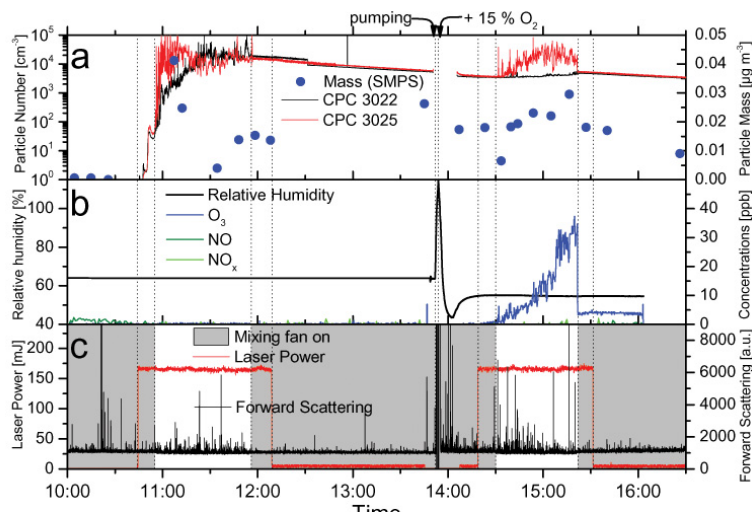 pumping + 15 % O2
a
Particle Number [cm-3]
10^5
10^4
10^3
10^2
10^1
10^0
Mass (SMPS)
CPC 3022
CPC 3025
0.05
0.04
0.03
0.02
0.01
0.00
Particle Mass [µg m-3]
b
Relative humidity [%]
100
80
60
40
Relative Humidity
O3
NO
NOx
40
30
20
10
0
Concentrations [ppb]
c
Laser Power [mJ]
200
150
100
50
0
Mixing fan on
Laser Power
Forward Scattering
8000
6000
4000
2000
0
Forward Scattering [a.u.]
10:00 11:00 12:00 13:00 14:00 15:00 16:00
Time